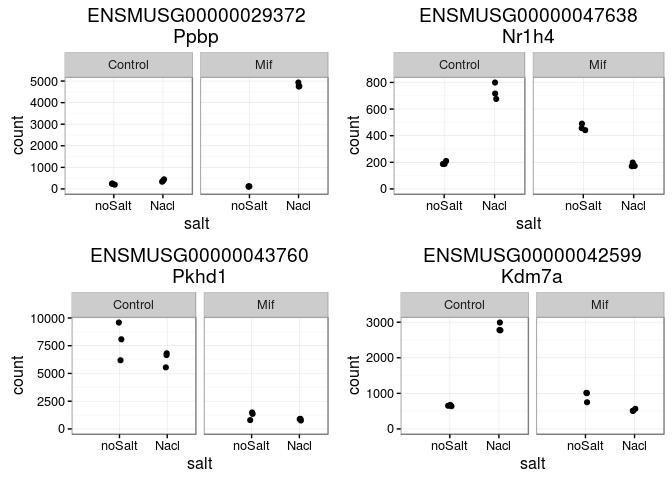 ENSMUSG00000029372
Ppbp
Control Mif
count
5000
4000
3000
2000
1000
0
noSalt Nacl noSalt Nacl
salt
ENSMUSG00000047638
Nr1h4
Control Mif
count
800
600
400
200
0
noSalt Nacl noSalt Nacl
salt
ENSMUSG00000043760
Pkhd1
Control Mif
count
10000
7500
5000
2500
0
noSalt Nacl noSalt Nacl
salt
ENSMUSG00000042599
Kdm7a
Control Mif
count
3000
2000
1000
0
noSalt Nacl noSalt Nacl
salt